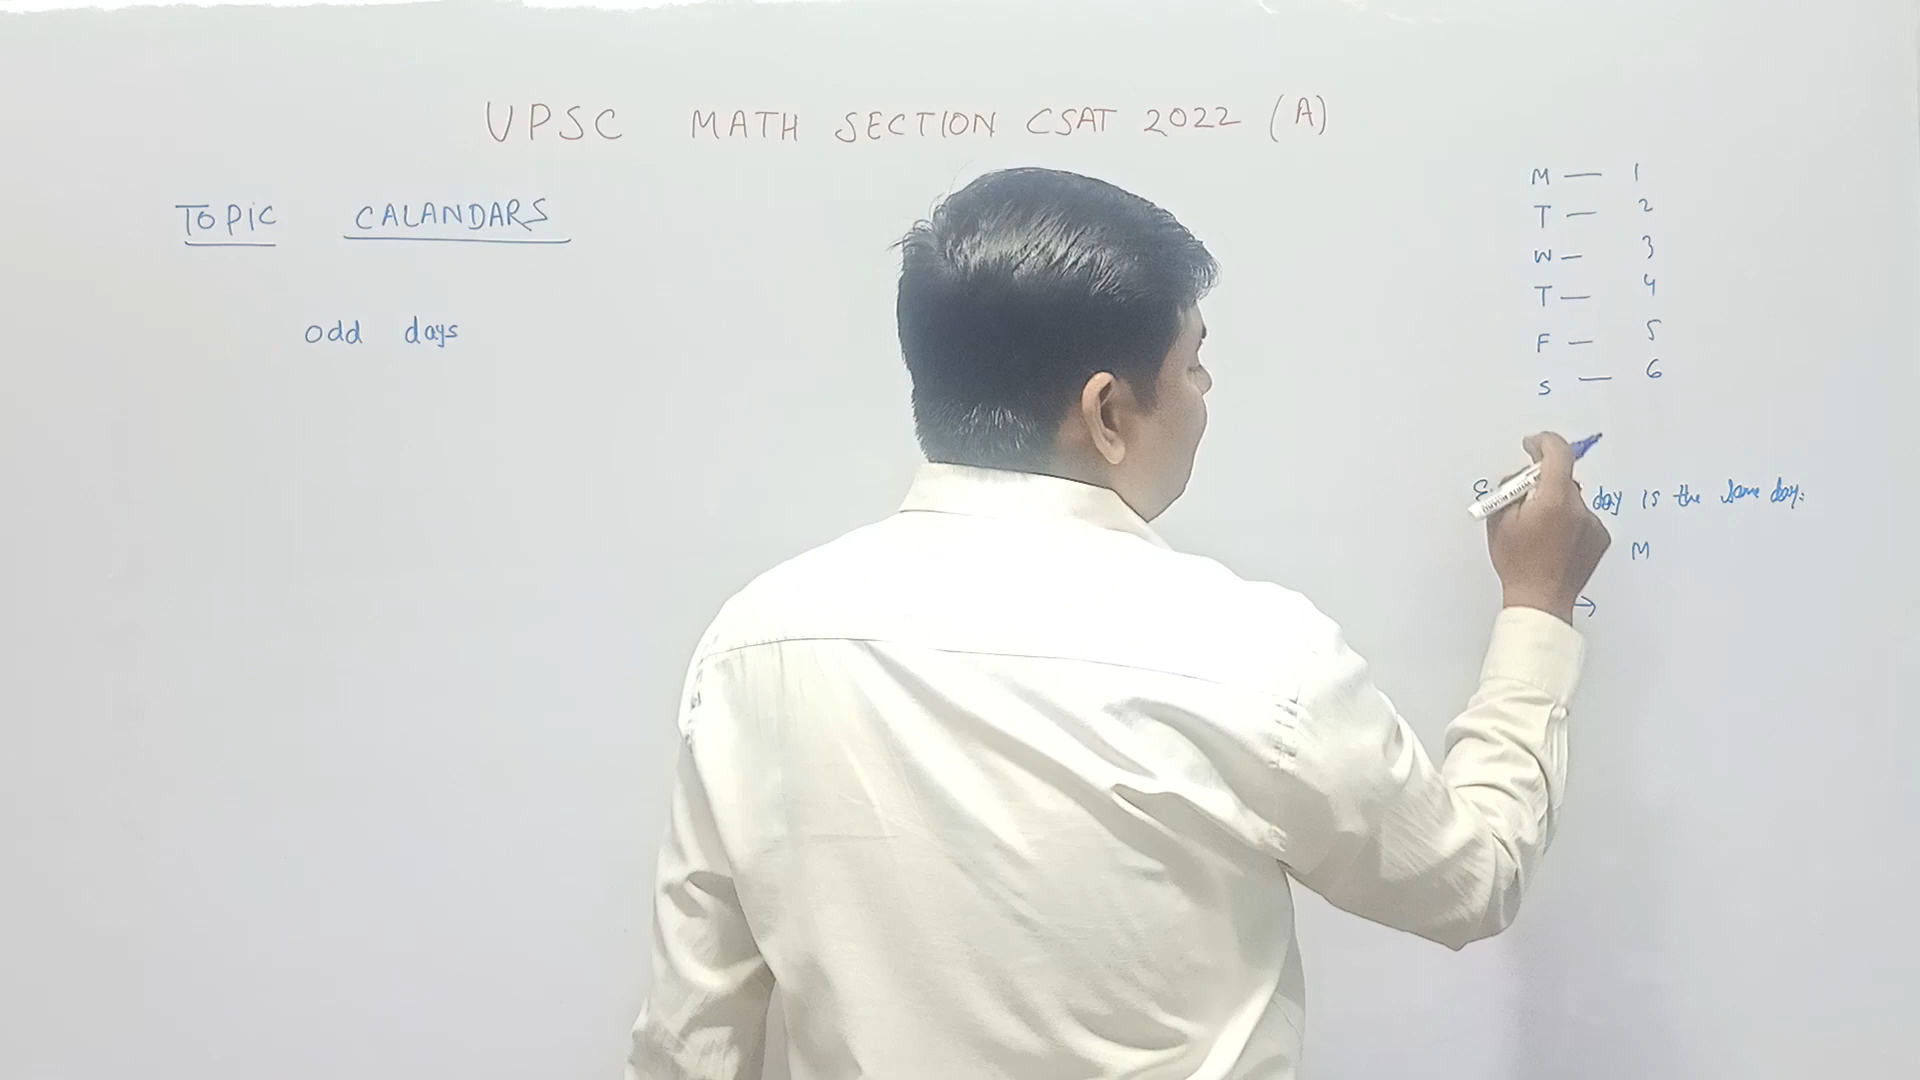 UPSC MATH SECTION CSAT 2022 (A)
TOPIC CALANDARS
odd days
M — 1
T — 2
W — 3
T — 4
F — 5
S — 6
day is the same day.
M
→